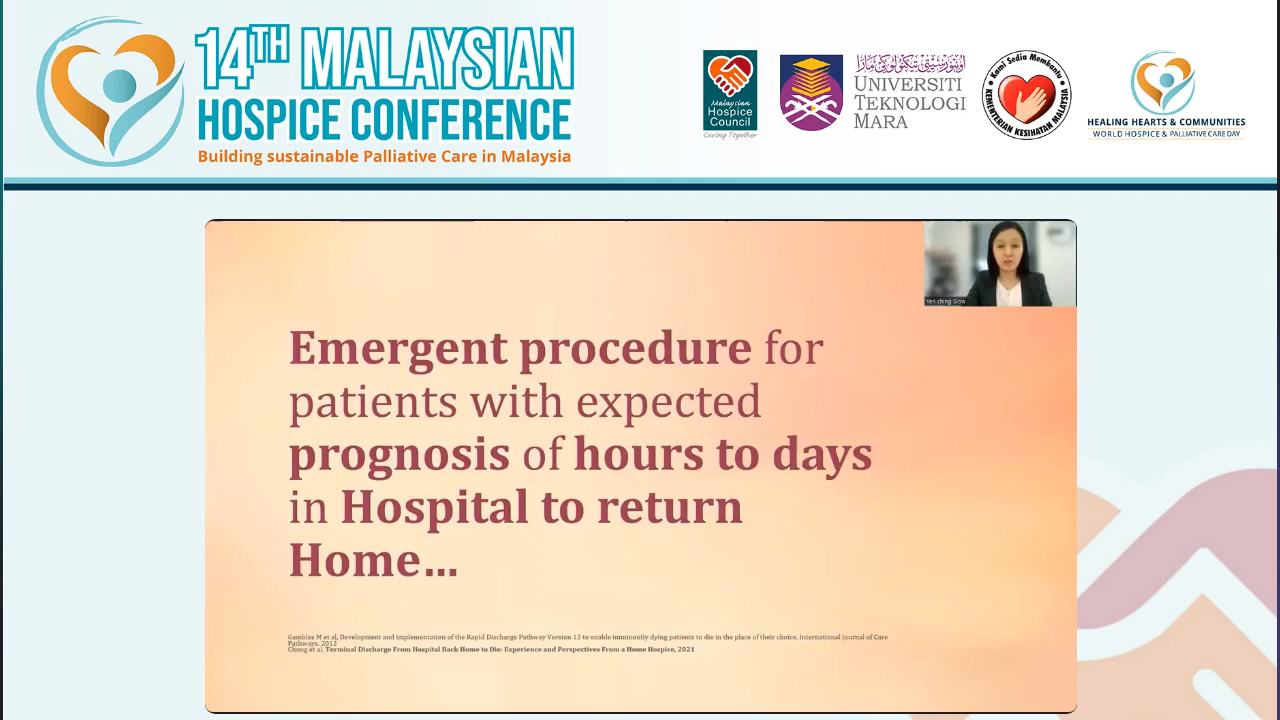 14TH MALAYSIAN
HOSPICE CONFERENCE
Building sustainable Palliative Care in Malaysia
Malaysian
Hospice
Council
Caring Together
UNIVERSITI
TEKNOLOGI
MARA
Kami Sedia Membantu
KEMENTERIAN KESIHATAN MALAYSIA
HEALING HEARTS & COMMUNITIES
WORLD HOSPICE & PALLIATIVE CARE DAY
Yen ching Siow
Emergent procedure for
patients with expected
prognosis of hours to days
in Hospital to return
Home...
Gambles M et al, Development and implementation of the Rapid Discharge Pathway Version 12 to enable imminently dying patients to die in the place of their choice. International Journal of Care
Pathways. 2012
Chong et al, Terminal Discharge From Hospital Back Home to Die: Experience and Perspectives From a Home Hospice, 2021